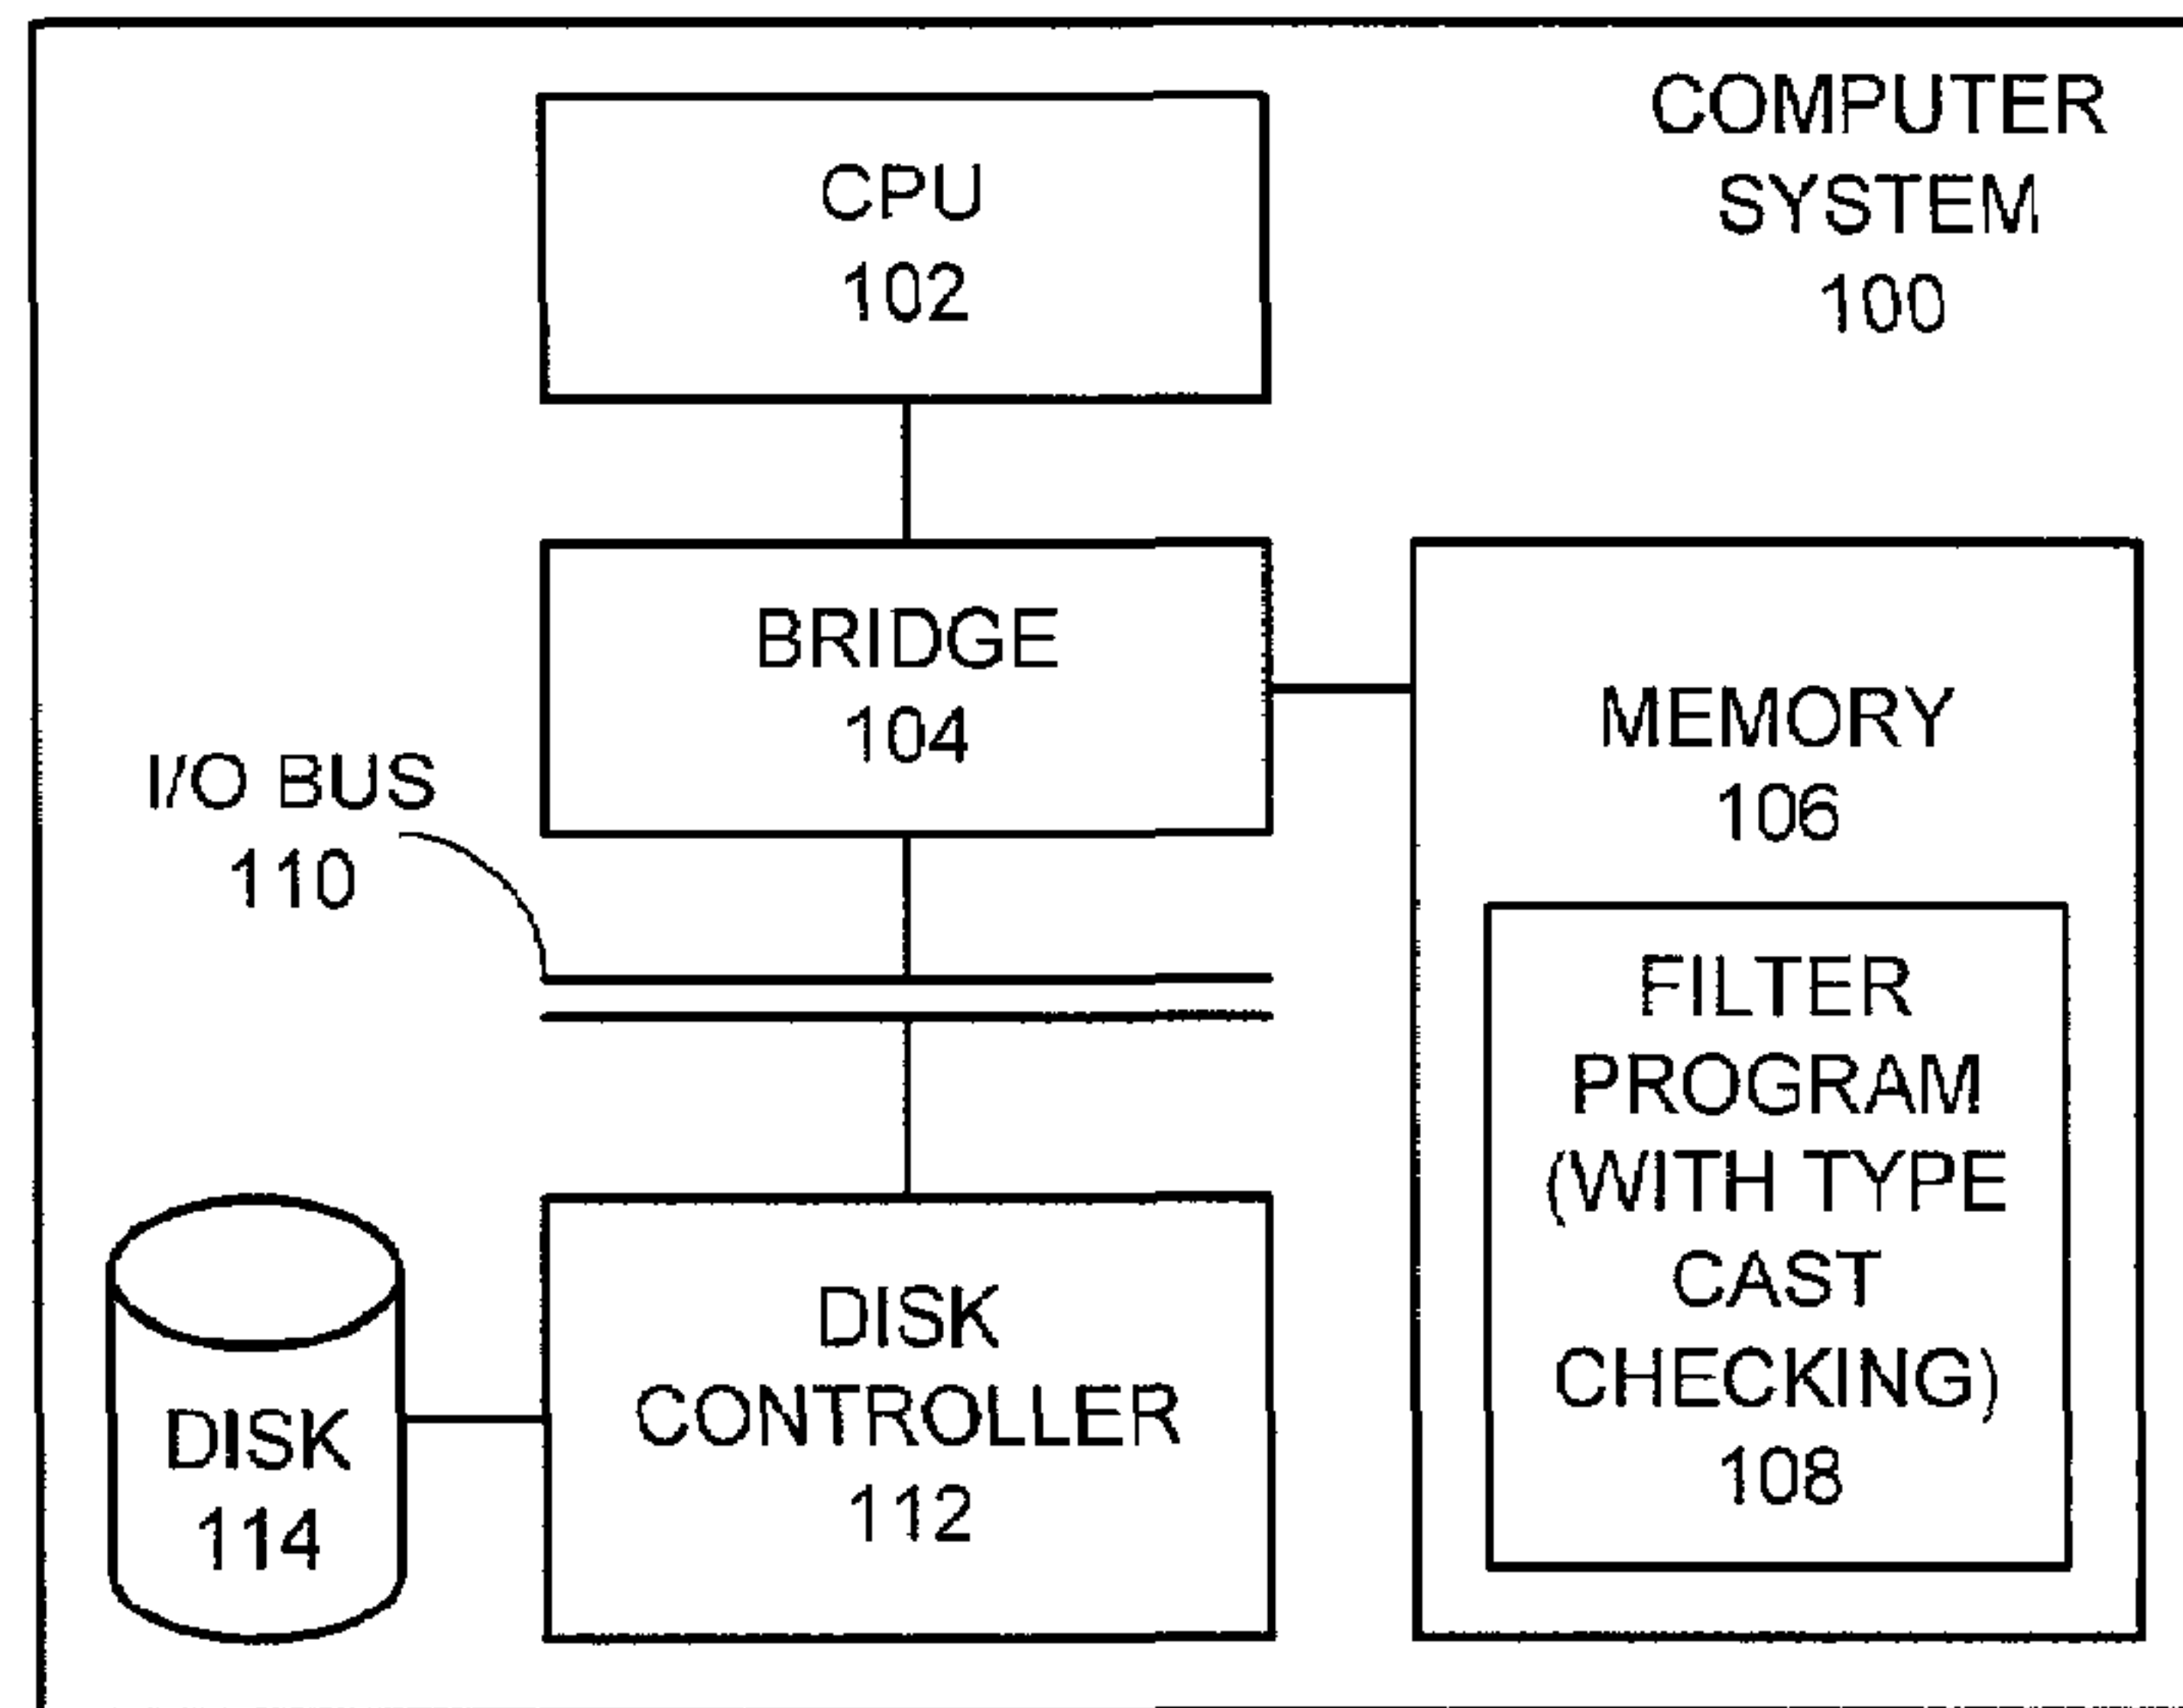 COMPUTER
SYSTEM
100
CPU
102
BRIDGE
104
I/O BUS
110
MEMORY
106
FILTER
PROGRAM
(WITH TYPE
CAST
CHECKING)
108
DISK
CONTROLLER
112
DISK
114